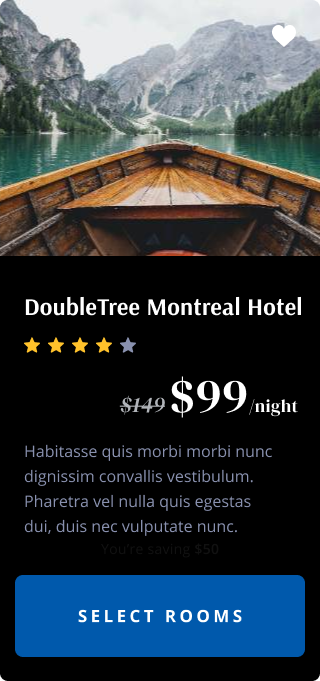 DoubleTree Montreal Hotel
$149 $99/night
Habitasse quis morbi morbi nunc
dignissim convallis vestibulum.
Pharetra vel nulla quis egestas
dui, duis nec vulputate nunc.
You're saving $50
SELECT ROOMS